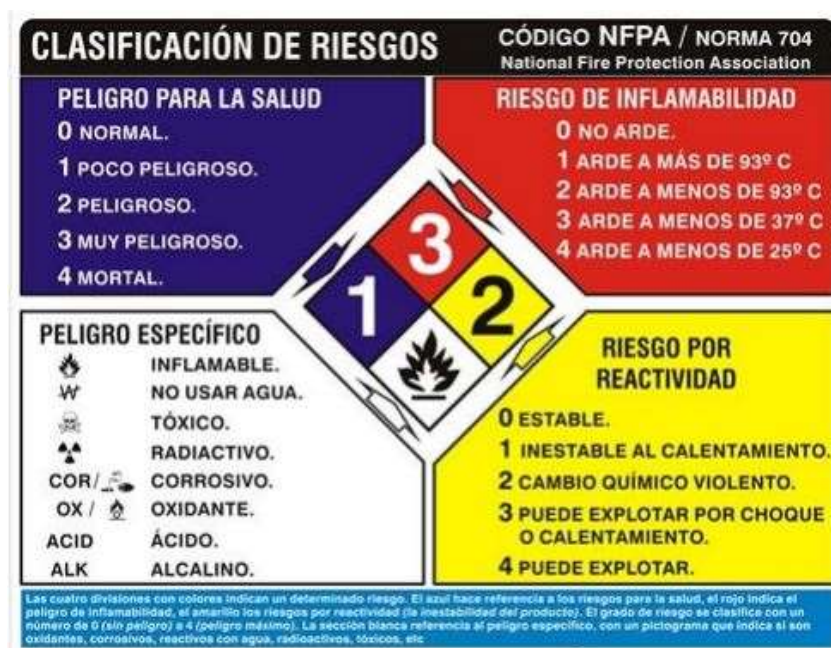 CLASIFICACIÓN DE RIESGOS
CÓDIGO NFPA / NORMA 704
National Fire Protection Association
PELIGRO PARA LA SALUD
0 NORMAL.
1 POCO PELIGROSO.
2 PELIGROSO.
3 MUY PELIGROSO.
4 MORTAL.
RIESGO DE INFLAMABILIDAD
0 NO ARDE.
1 ARDE A MÁS DE 93º C
2 ARDE A MENOS DE 93º C
3 ARDE A MENOS DE 37º C
4 ARDE A MENOS DE 25º C
3
1
2
PELIGRO ESPECÍFICO
INFLAMABLE.
W NO USAR AGUA.
TÓXICO.
RADIACTIVO.
COR/ CORROSIVO.
OX / OXIDANTE.
ACID ÁCIDO.
ALK ALCALINO.
RIESGO POR
REACTIVIDAD
0 ESTABLE.
1 INESTABLE AL CALENTAMIENTO.
2 CAMBIO QUÍMICO VIOLENTO.
3 PUEDE EXPLOTAR POR CHOQUE
O CALENTAMIENTO.
4 PUEDE EXPLOTAR.
Las cuatro divisiones con colores indican un determinado riesgo. El azul hace referencia a los riesgos para la salud, el rojo indica el
peligro de inflamabilidad, el amarillo los riesgos por reactividad (la inestabilidad del producto). El grado de riesgo se clasifica con un
número de 0 (sin peligro) a 4 (peligro máximo). La sección blanca referencia al peligro específico, con un pictograma que indica si son
oxidantes, corrosivos, reactivos con agua, radioactivos, tóxicos, etc